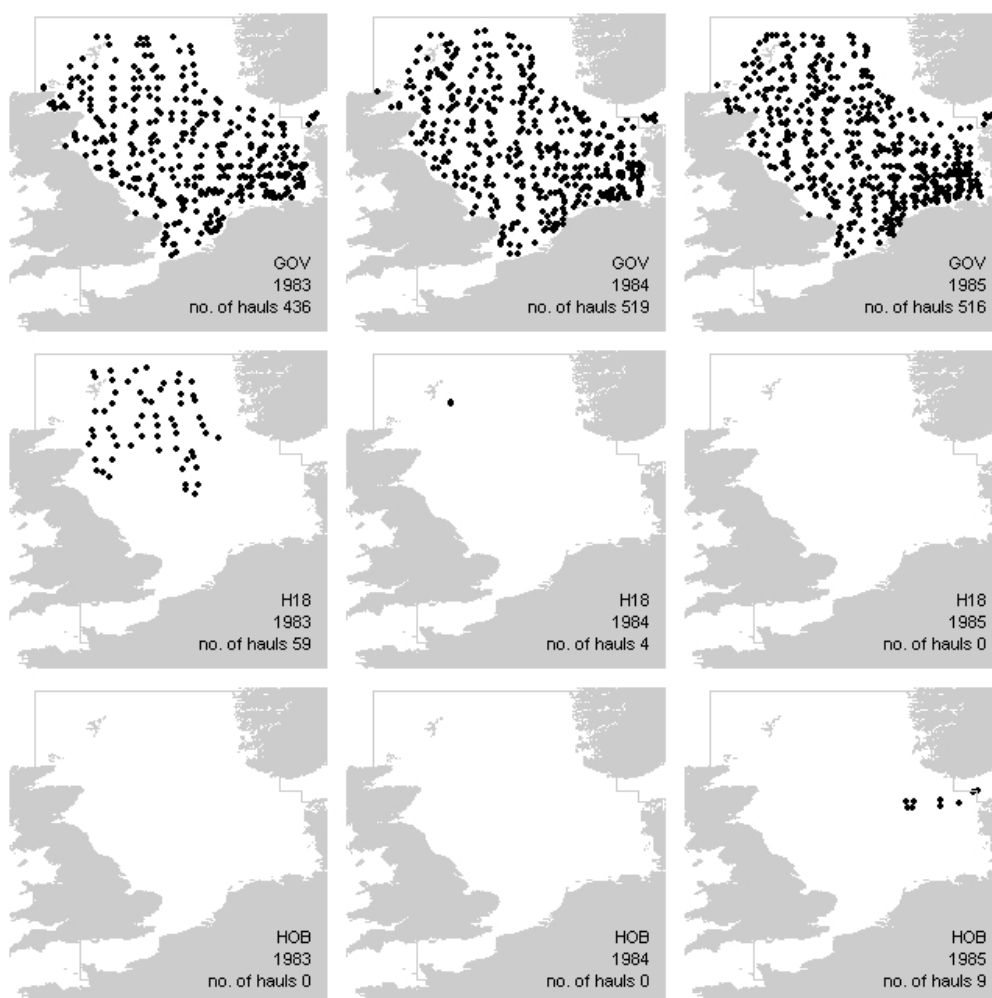 GOV
1983
no. of hauls 436
GOV
1984
no. of hauls 519
GOV
1985
no. of hauls 516
H18
1983
no. of hauls 59
H18
1984
no. of hauls 4
H18
1985
no. of hauls 0
HOB
1983
no. of hauls 0
HOB
1984
no. of hauls 0
HOB
1985
no. of hauls 9